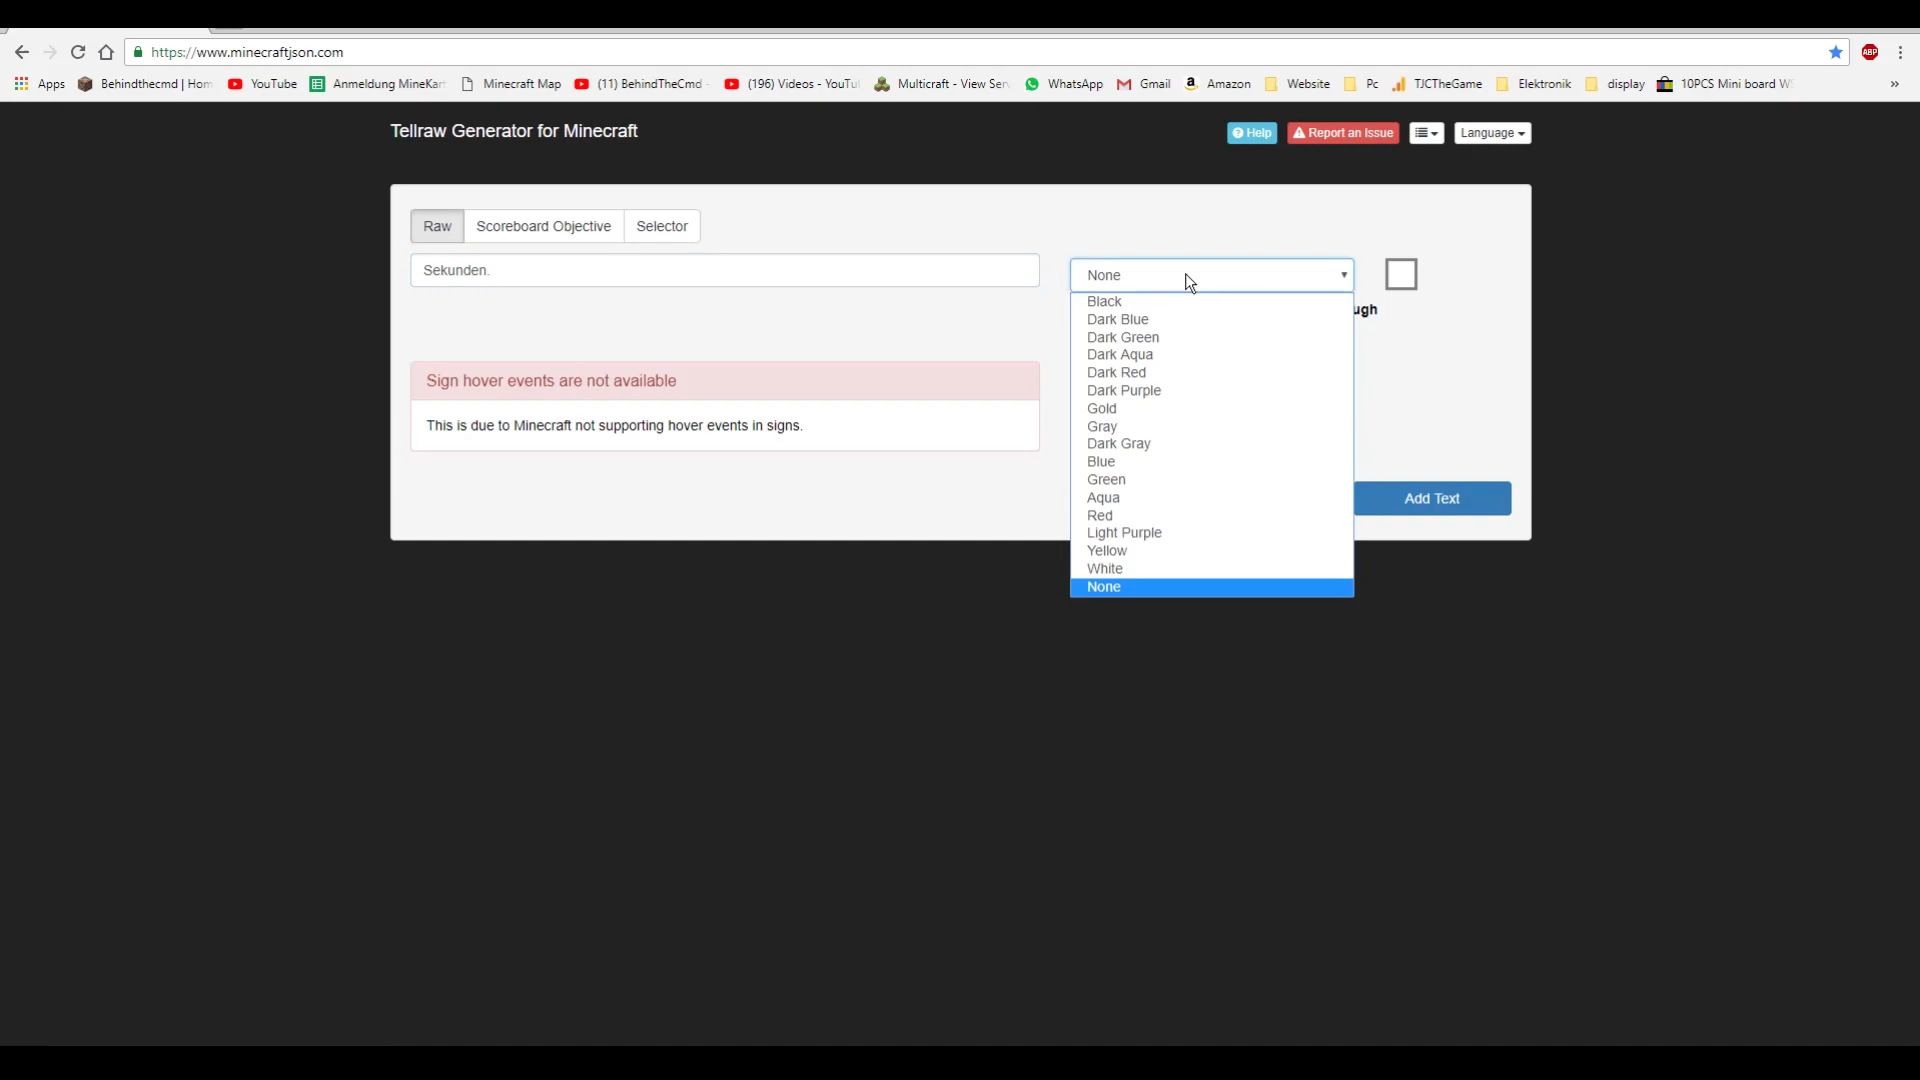 https://www.minecraftjson.com
Apps Behindthecmd | Hom YouTube Anmeldung MineKar Minecraft Map (11) BehindTheCmd - (196) Videos - YouTu Multicraft - View Ser WhatsApp Gmail Amazon Website Pc TJCTheGame Elektronik display 10PCS Mini board W »
ABP
Tellraw Generator for Minecraft
Help Report an Issue Language
Raw Scoreboard Objective Selector
Sekunden.
None
Black
ugh
Dark Blue
Dark Green
Dark Aqua
Dark Red
Dark Purple
Gold
Gray
Dark Gray
Blue
Green
Aqua
Red
Light Purple
Yellow
White
None
Sign hover events are not available
This is due to Minecraft not supporting hover events in signs.
Add Text